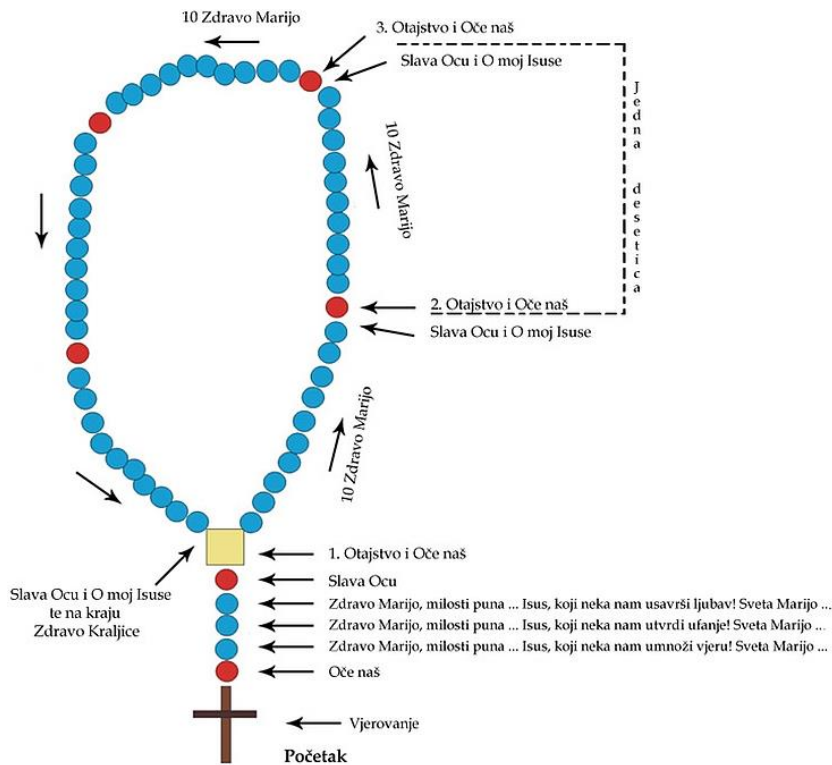 10 Zdravo Marijo
3. Otajstvo i Oče naš
Slava Ocu i O moj Isuse
Jedna desetica
10 Zdravo Marijo
2. Otajstvo i Oče naš
Slava Ocu i O moj Isuse
10 Zdravo Marijo
1. Otajstvo i Oče naš
Slava Ocu i O moj Isuse
te na kraju
Zdravo Kraljice
Slava Ocu
Zdravo Marijo, milosti puna ... Isus, koji neka nam usavrši ljubav! Sveta Marijo ...
Zdravo Marijo, milosti puna ... Isus, koji neka nam utvrdi ufanje! Sveta Marijo ...
Zdravo Marijo, milosti puna ... Isus, koji neka nam umnoži vjeru! Sveta Marijo ...
Oče naš
Vjerovanje
Početak